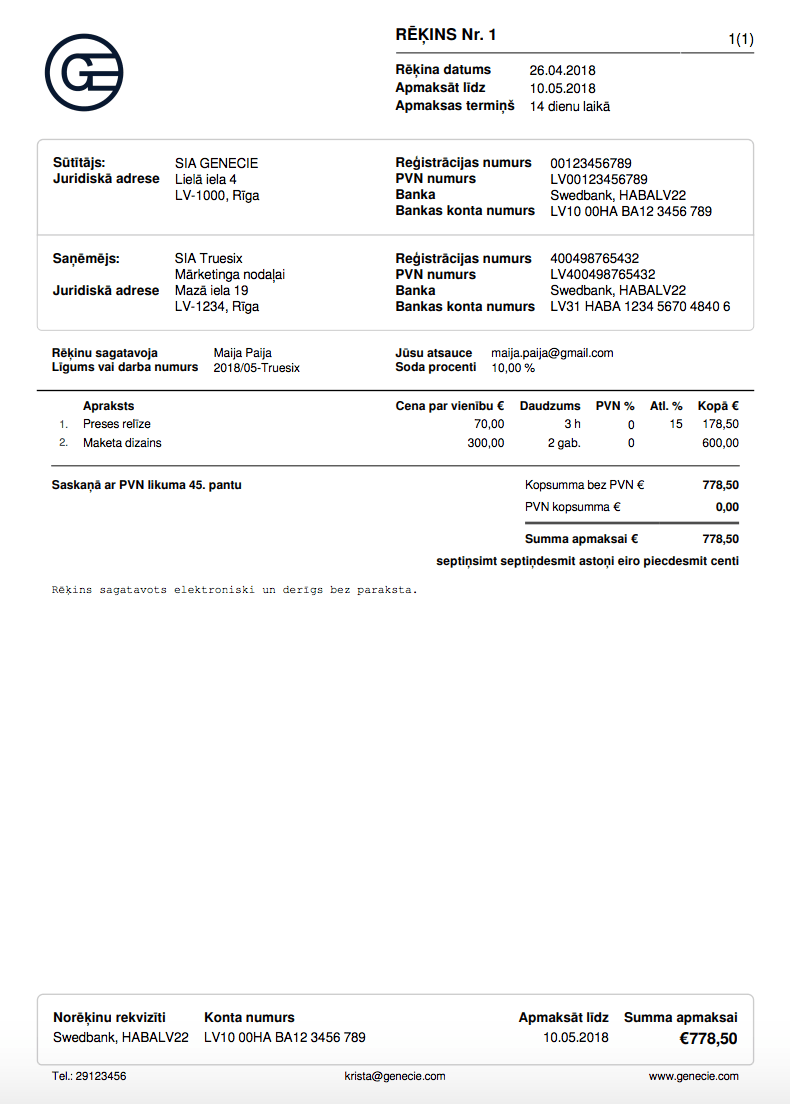 GE
RĒĶINS Nr. 1 1(1)
Rēķina datums 26.04.2018
Apmaksāt līdz 10.05.2018
Apmaksas termiņš 14 dienu laikā
Sūtītājs: SIA GENECIE Reģistrācijas numurs 00123456789
Juridiskā adrese Lielā iela 4 PVN numurs LV00123456789
LV-1000, Rīga Banka Swedbank, HABALV22
Bankas konta numurs LV10 00HA BA12 3456 789
Saņēmējs: SIA Truesix Reģistrācijas numurs 400498765432
Mārketinga nodaļai PVN numurs LV400498765432
Juridiskā adrese Mazā iela 19 Banka Swedbank, HABALV22
LV-1234, Rīga Bankas konta numurs LV31 HABA 1234 5670 4840 6
Rēķinu sagatavoja Maija Paija Jūsu atsauce maija.paija@gmail.com
Līgums vai darba numurs 2018/05-Truesix Soda procenti 10,00 %
Apraksts Cena par vienību € Daudzums PVN % Atl. % Kopā €
1. Preses relīze 70,00 3 h 0 15 178,50
2. Maketa dizains 300,00 2 gab. 0 600,00
Saskaņā ar PVN likuma 45. pantu Kopsumma bez PVN € 778,50
PVN kopsumma € 0,00
Summa apmaksai € 778,50
septiņsimt septiņdesmit astoņi eiro piecdesmit centi
Rēķins sagatavots elektroniski un derīgs bez paraksta.
Norēķinu rekvizīti Konta numurs Apmaksāt līdz Summa apmaksai
Swedbank, HABALV22 LV10 00HA BA12 3456 789 10.05.2018 €778,50
Tel.: 29123456 krista@genecie.com www.genecie.com